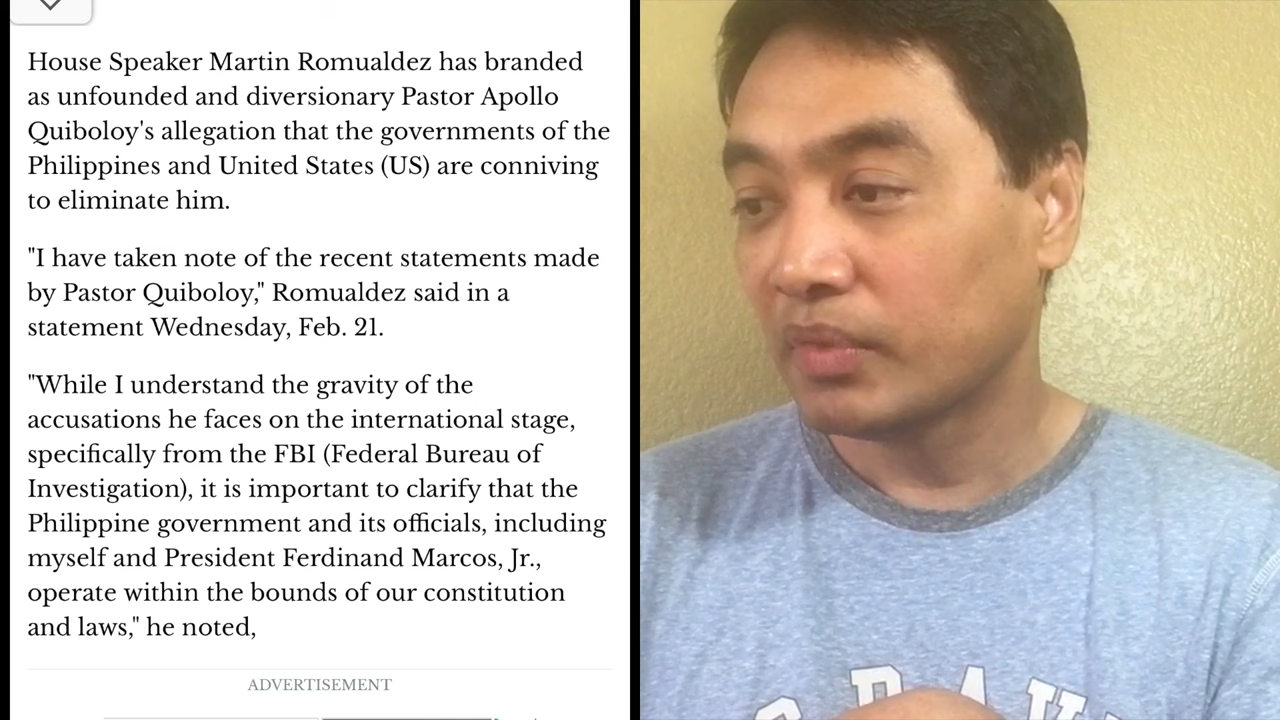 House Speaker Martin Romualdez has branded
as unfounded and diversionary Pastor Apollo
Quiboloy's allegation that the governments of the
Philippines and United States (US) are conniving
to eliminate him.
"I have taken note of the recent statements made
by Pastor Quiboloy," Romualdez said in a
statement Wednesday, Feb. 21.
"While I understand the gravity of the
accusations he faces on the international stage,
specifically from the FBI (Federal Bureau of
Investigation), it is important to clarify that the
Philippine government and its officials, including
myself and President Ferdinand Marcos, Jr.,
operate within the bounds of our constitution
and laws," he noted,
ADVERTISEMENT